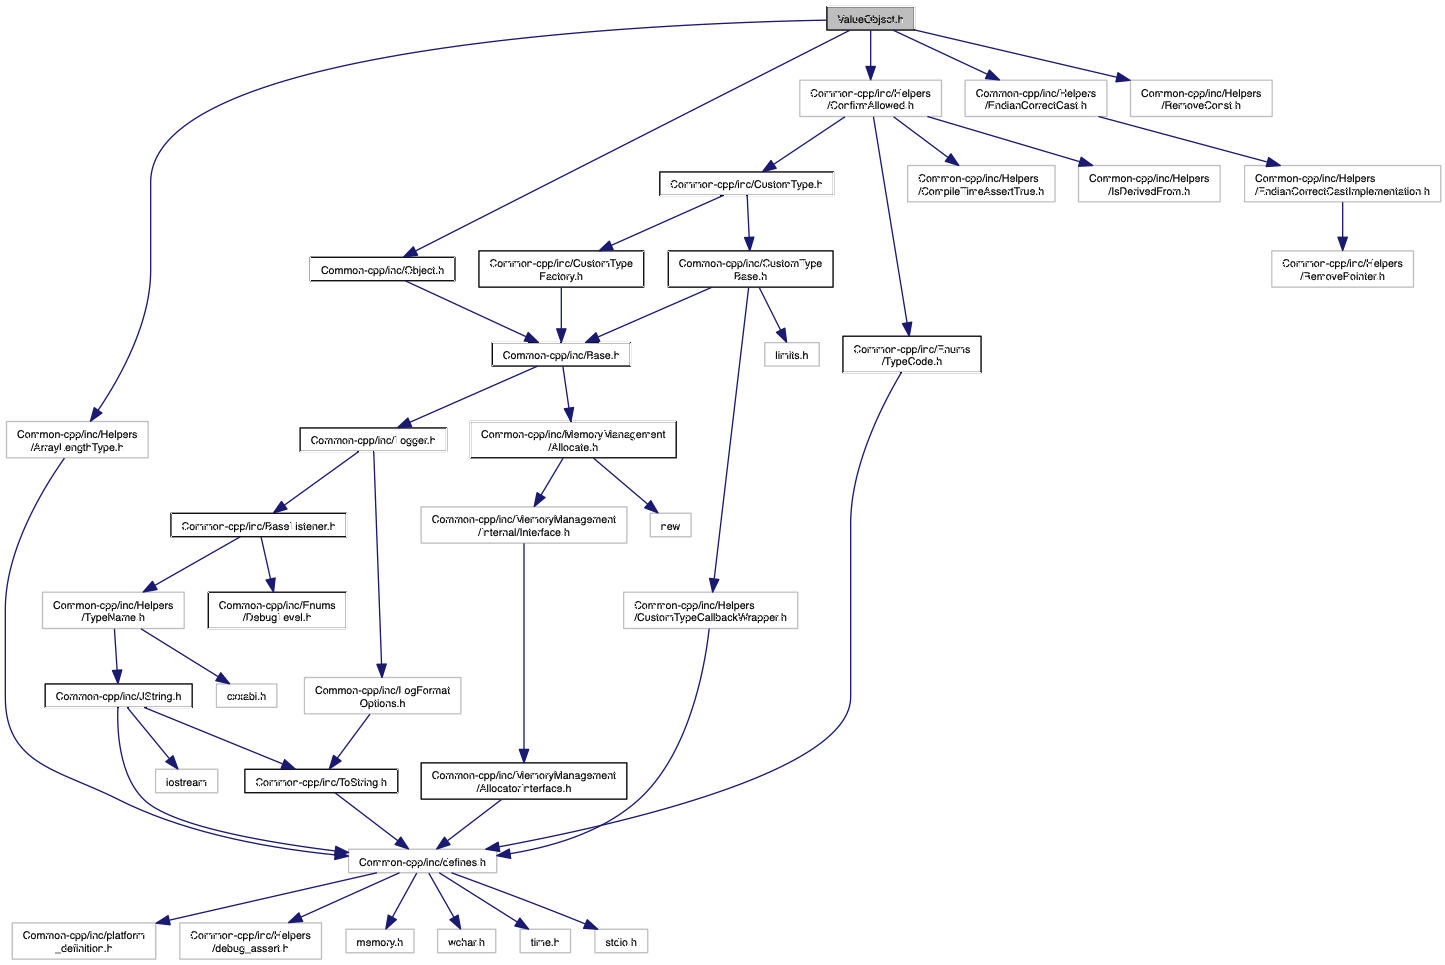 ValueObject.h
Common-cpp/inc/Helpers
/ConfirmAllowed.h
Common-cpp/inc/Helpers
/EndianCorrectCast.h
Common-cpp/inc/Helpers
/RemoveConst.h
Common-cpp/inc/CustomType.h
Common-cpp/inc/Helpers
/CompileTimeAssertTrue.h
Common-cpp/inc/Helpers
/IsDerivedFrom.h
Common-cpp/inc/Helpers
/EndianCorrectCastImplementation.h
Common-cpp/inc/Object.h
Common-cpp/inc/CustomType
Factory.h
Common-cpp/inc/CustomType
Base.h
Common-cpp/inc/Helpers
/RemovePointer.h
Common-cpp/inc/Base.h
limits.h
Common-cpp/inc/Enums
/TypeCode.h
Common-cpp/inc/Helpers
/ArrayLengthType.h
Common-cpp/inc/Logger.h
Common-cpp/inc/MemoryManagement
/Allocate.h
Common-cpp/inc/BaseListener.h
Common-cpp/inc/MemoryManagement
/Internal/Interface.h
new
Common-cpp/inc/Helpers
/TypeName.h
Common-cpp/inc/Enums
/DebugLevel.h
Common-cpp/inc/Helpers
/CustomTypeCallbackWrapper.h
Common-cpp/inc/JString.h
cxxabi.h
Common-cpp/inc/LogFormat
Options.h
iostream
Common-cpp/inc/ToString.h
Common-cpp/inc/MemoryManagement
/AllocatorInterface.h
Common-cpp/inc/defines.h
Common-cpp/inc/platform
_definition.h
Common-cpp/inc/Helpers
/debug_assert.h
memory.h
wchar.h
time.h
stdio.h